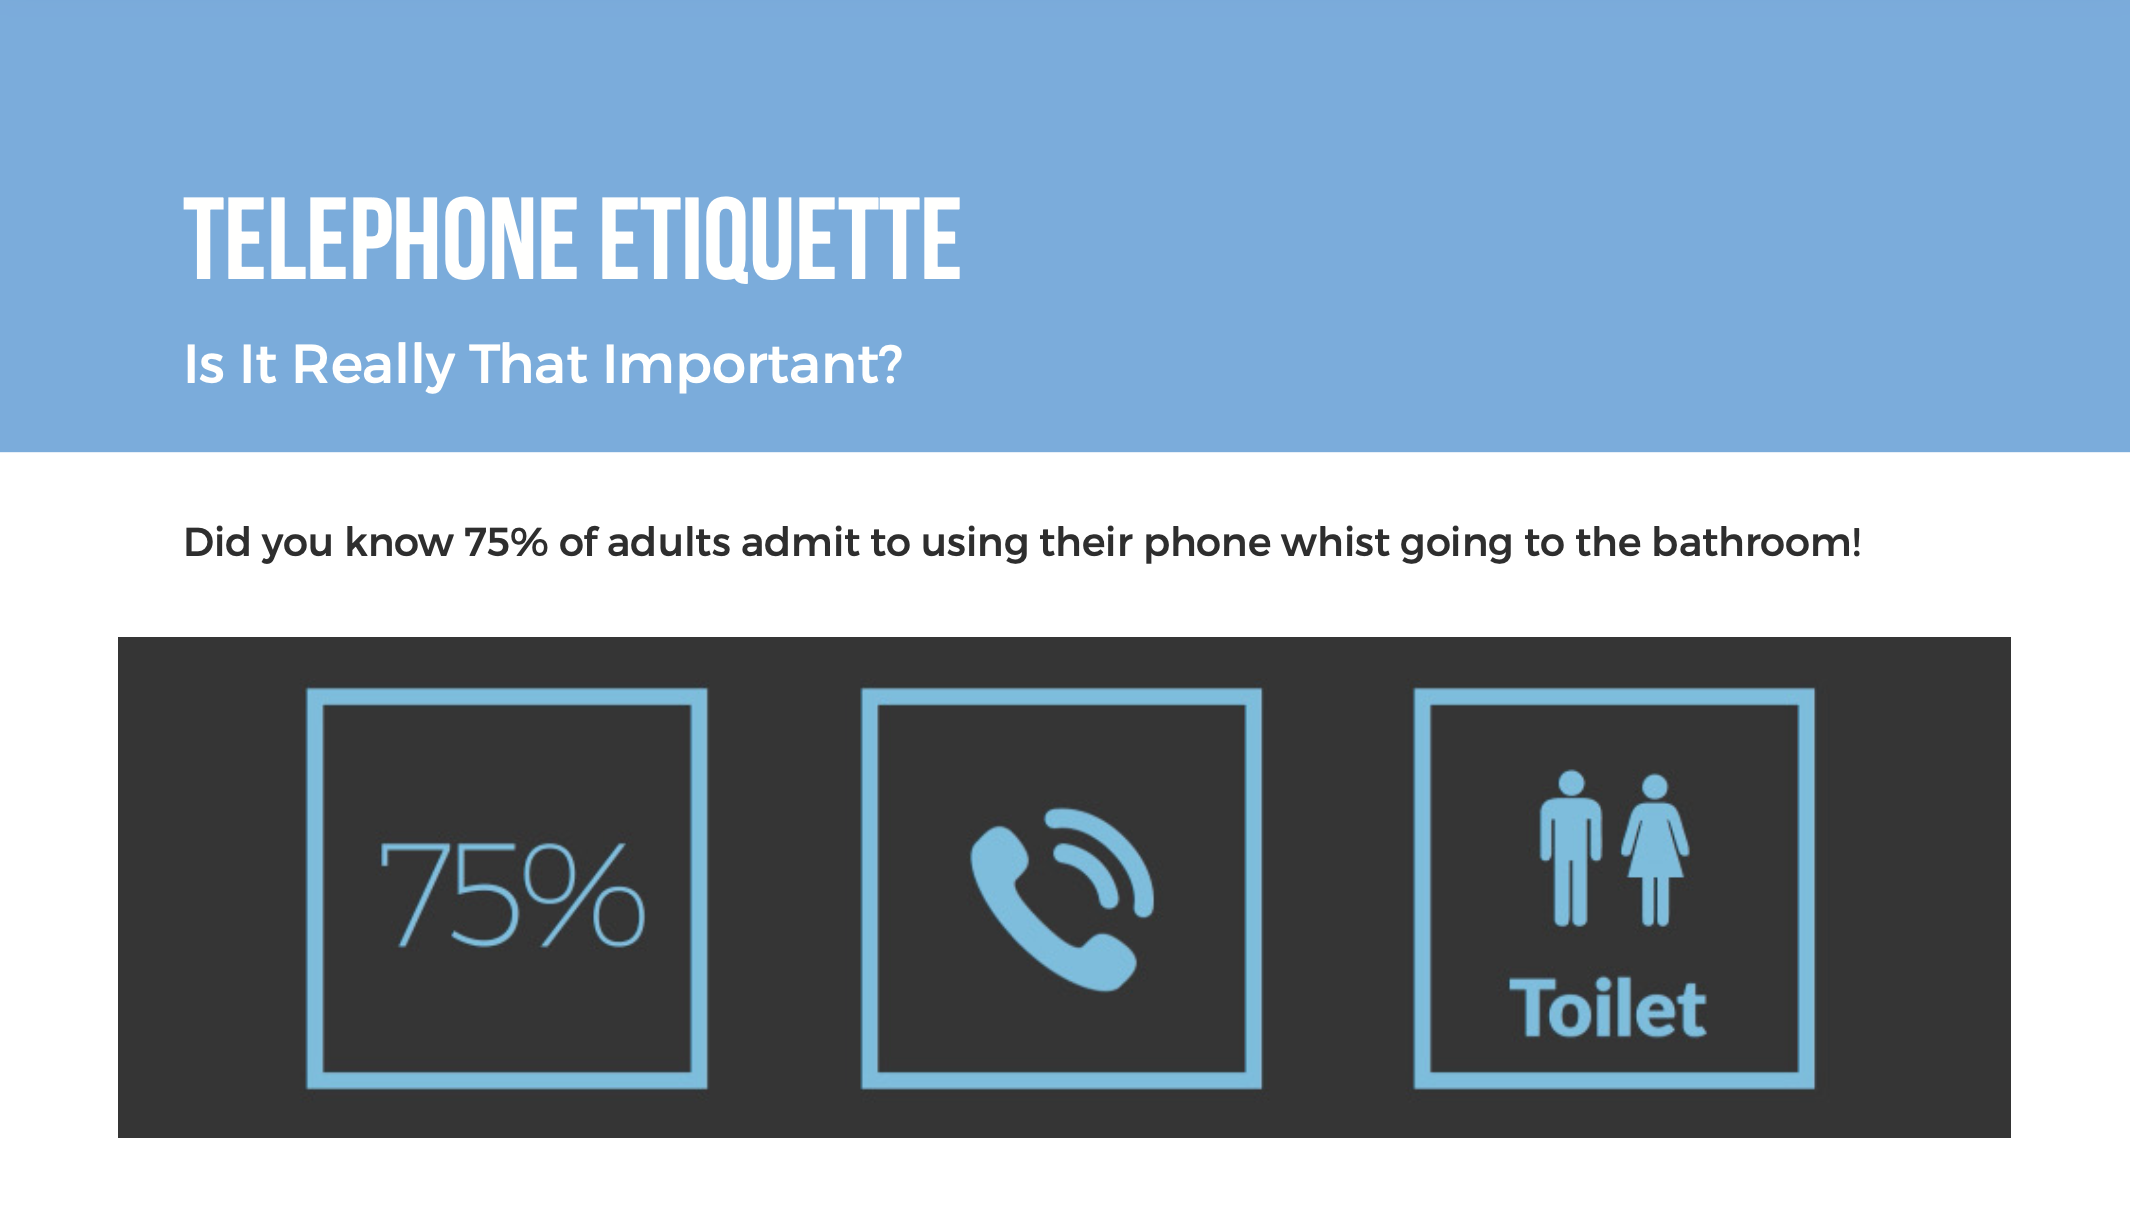 TELEPHONE ETIQUETTE
Is It Really That Important?
Did you know 75% of adults admit to using their phone whist going to the bathroom!
75%
Toilet